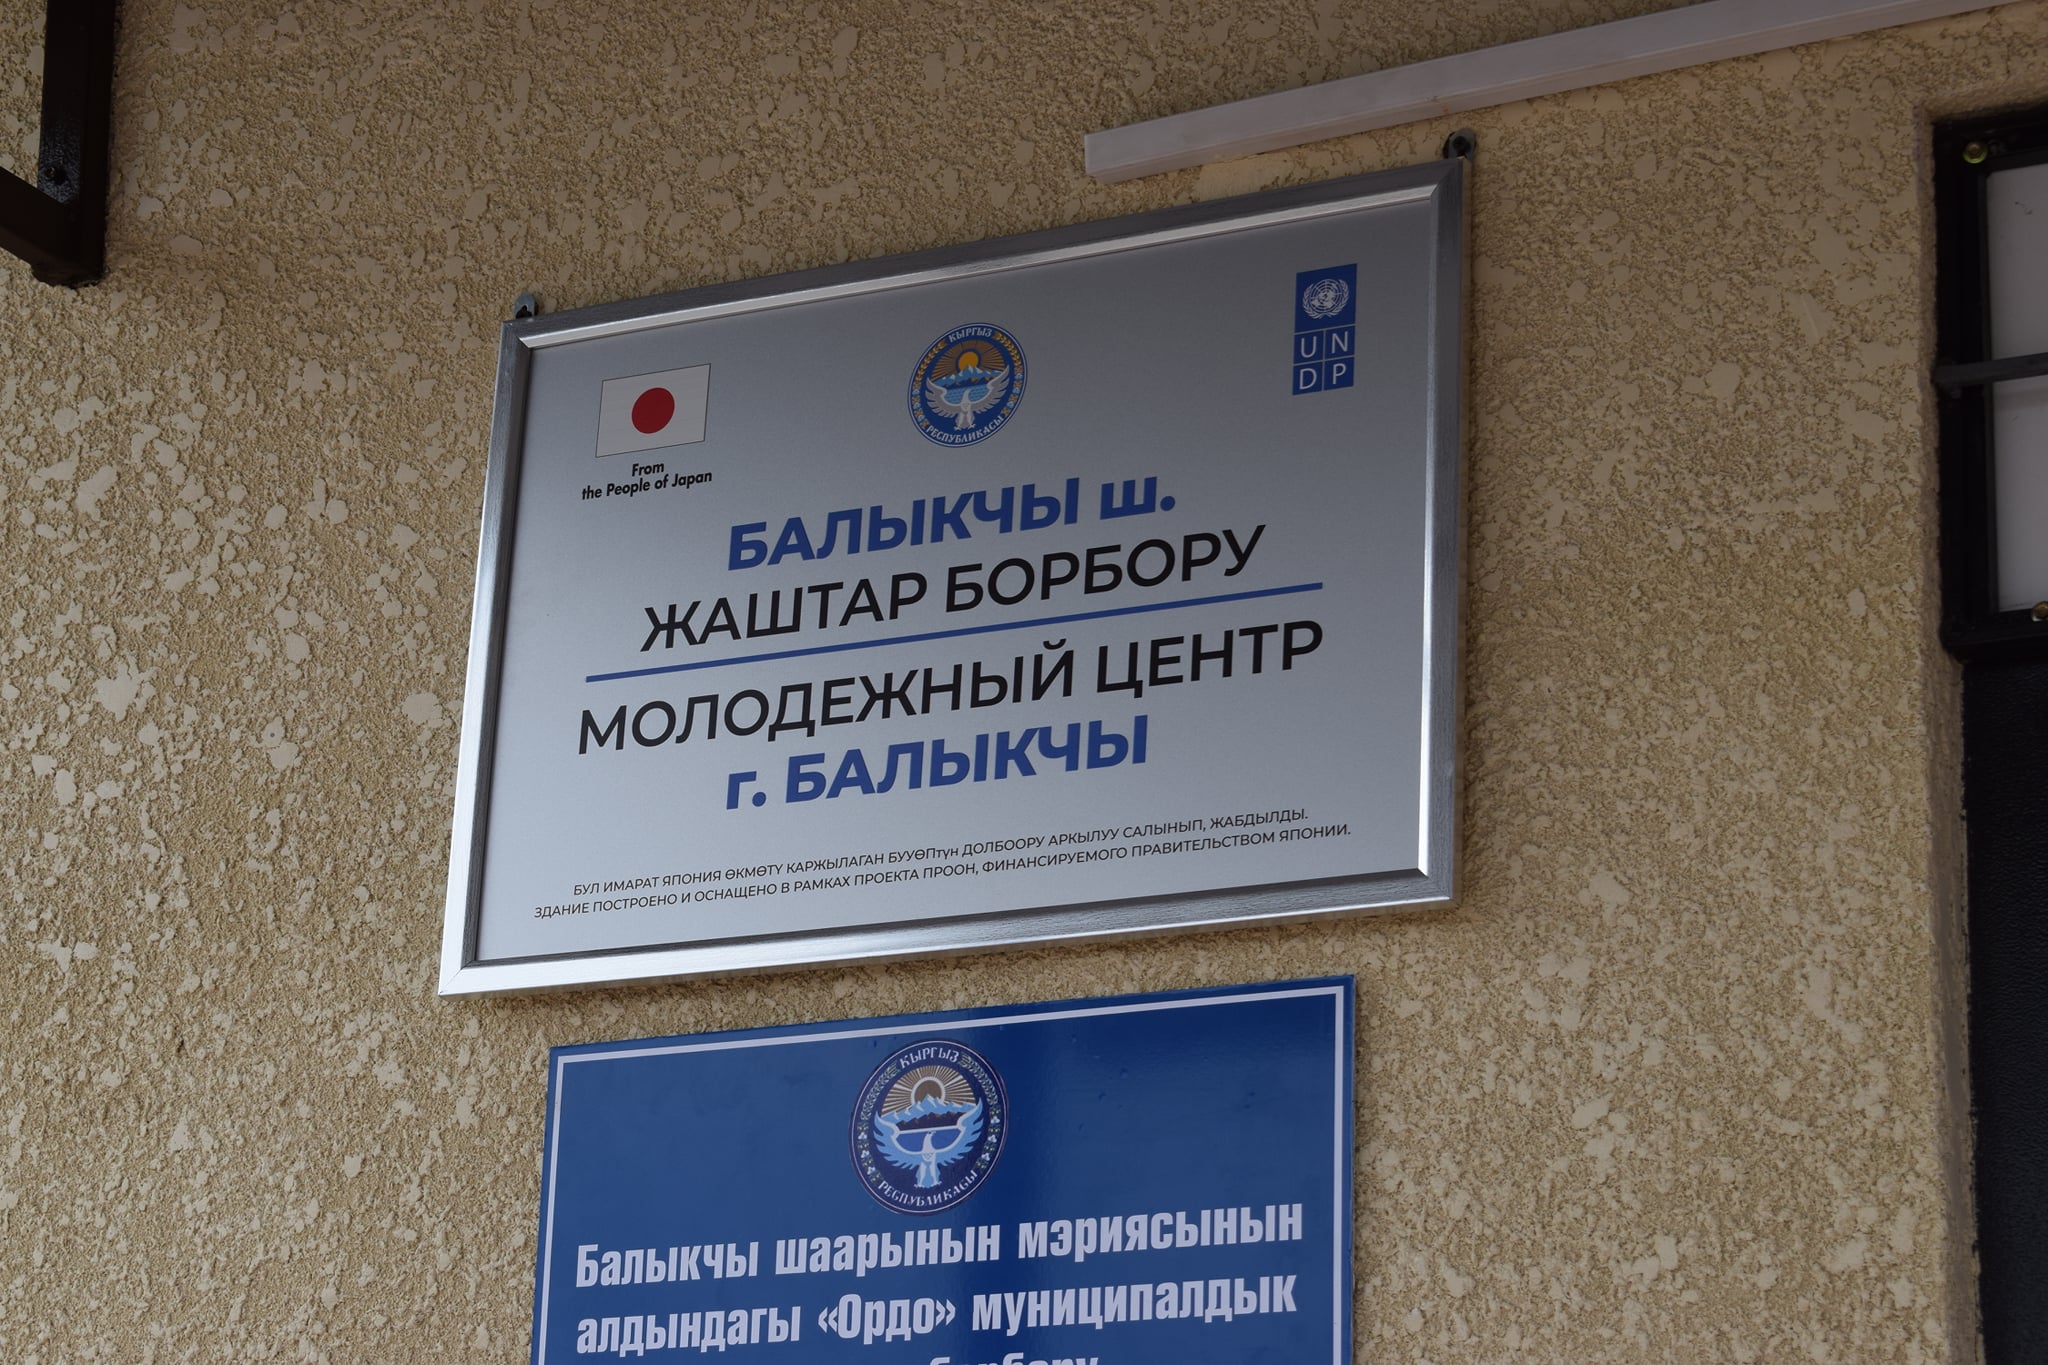 From
the People of Japan
КЫРГЫЗ
РЕСПУБЛИКАСЫ
U N
D P
БАЛЫКЧЫ ш.
ЖАШТАР БОРБОРУ
МОЛОДЕЖНЫЙ ЦЕНТР
г. БАЛЫКЧЫ
БУЛ ИМАРАТ ЯПОНИЯ ӨКМӨТҮ КАРЖЫЛАГАН БУУӨПтүн ДОЛБООРУ АРКЫЛУУ САЛЫНЫП, ЖАБДЫЛДЫ.
ЗДАНИЕ ПОСТРОЕНО И ОСНАЩЕНО В РАМКАХ ПРОЕКТА ПРООН, ФИНАНСИРУЕМОГО ПРАВИТЕЛЬСТВОМ ЯПОНИИ.
КЫРГЫЗ
РЕСПУБЛИКАСЫ
Балыкчы шаарынын мэриясынын
алдындагы «Ордо» муниципалдык